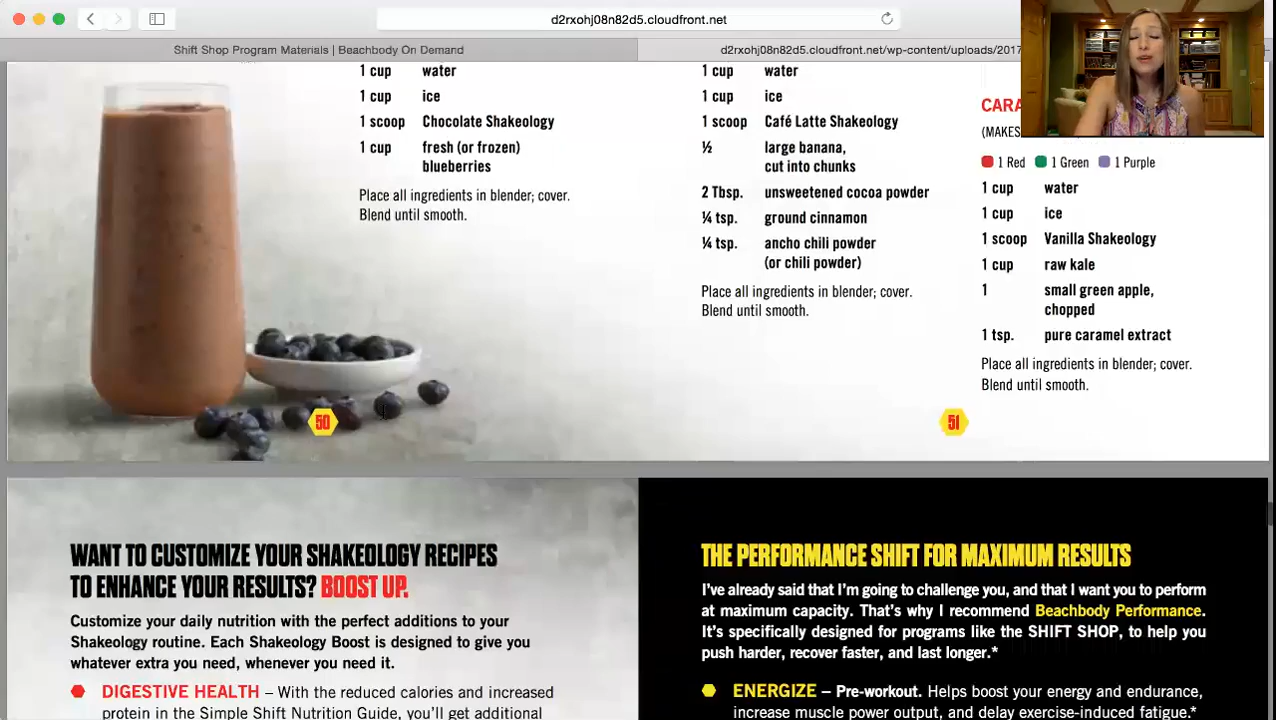 d2rxohj08n82d5.cloudfront.net
Shift Shop Program Materials | Beachbody On Demand
d2rxohj08n82d5.cloudfront.net/wp-content/uploads/2017
1 cup water
1 cup ice
1 scoop Chocolate Shakeology
1 cup fresh (or frozen)
blueberries
Place all ingredients in blender; cover.
Blend until smooth.
50
1 cup water
1 cup ice
1 scoop Café Latte Shakeology
½ large banana,
cut into chunks
2 Tbsp. unsweetened cocoa powder
¼ tsp. ground cinnamon
¼ tsp. ancho chili powder
(or chili powder)
Place all ingredients in blender; cover.
Blend until smooth.
(MAKES
1 Red 1 Green 1 Purple
1 cup water
1 cup ice
1 scoop Vanilla Shakeology
1 cup raw kale
1 small green apple,
chopped
1 tsp. pure caramel extract
Place all ingredients in blender; cover.
Blend until smooth.
51
WANT TO CUSTOMIZE YOUR SHAKEOLOGY RECIPES
TO ENHANCE YOUR RESULTS? BOOST UP.
Customize your daily nutrition with the perfect additions to your
Shakeology routine. Each Shakeology Boost is designed to give you
whatever extra you need, whenever you need it.
DIGESTIVE HEALTH – With the reduced calories and increased
protein in the Simple Shift Nutrition Guide, you'll get additional
THE PERFORMANCE SHIFT FOR MAXIMUM RESULTS
I've already said that I'm going to challenge you, and that I want you to perform
at maximum capacity. That's why I recommend Beachbody Performance.
It's specifically designed for programs like the SHIFT SHOP, to help you
push harder, recover faster, and last longer.*
ENERGIZE – Pre-workout. Helps boost your energy and endurance,
increase muscle power output, and delay exercise-induced fatigue.*